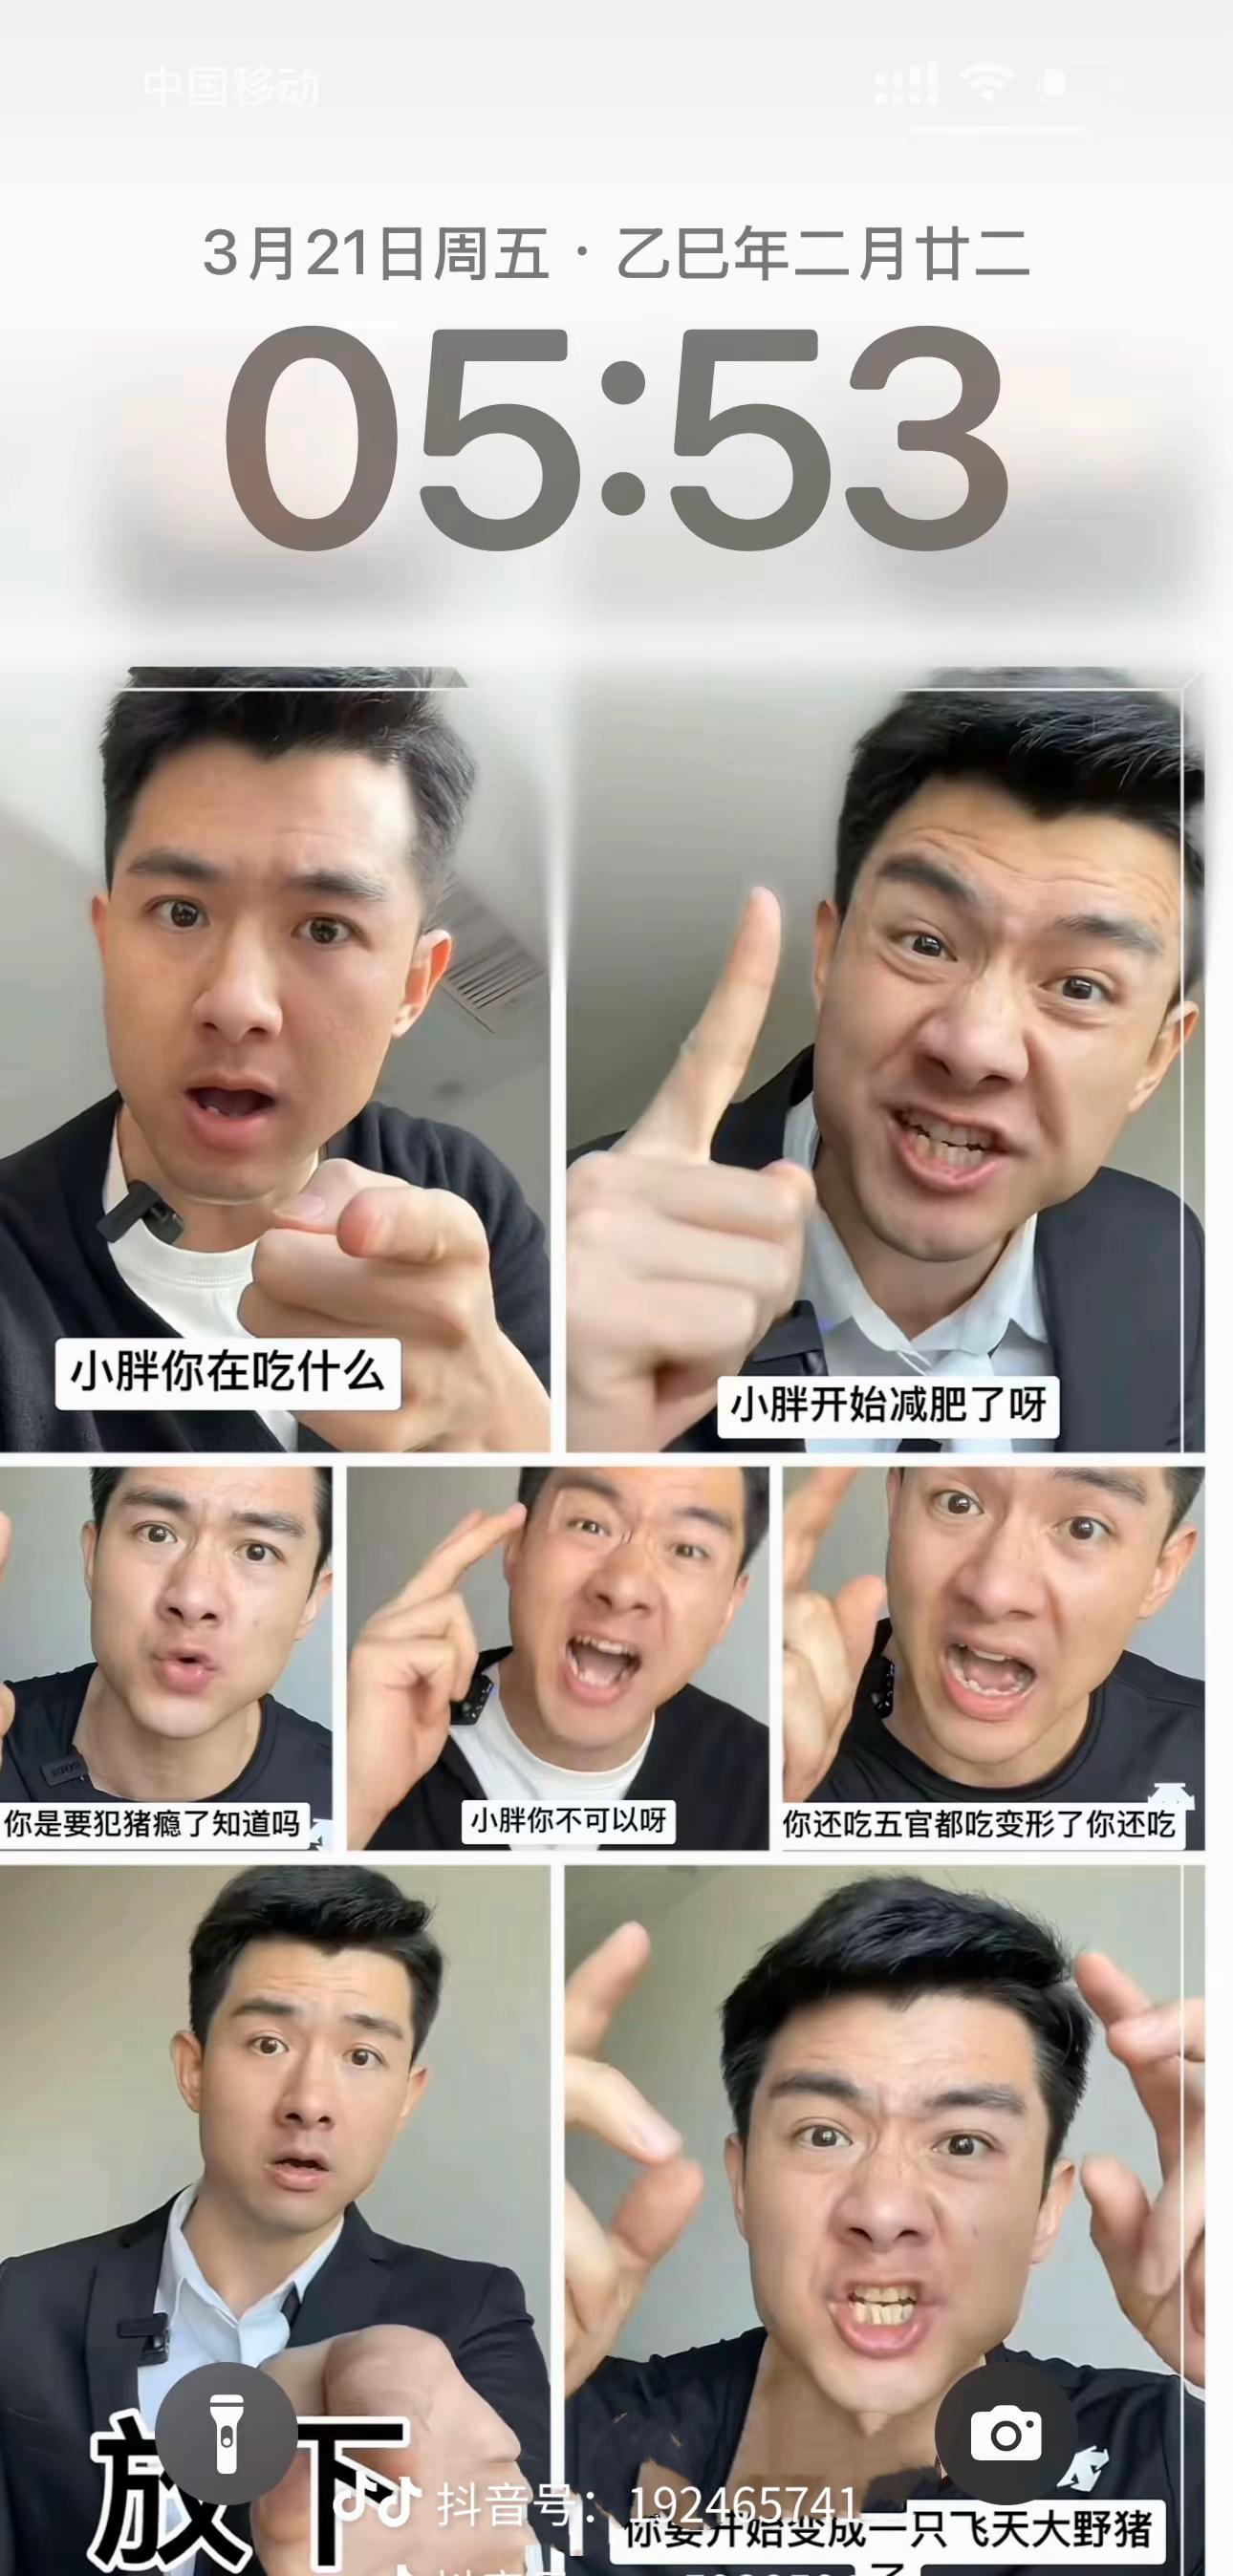 中国移动
3月21日周五 · 乙巳年二月廿二
05:53
小胖你在吃什么
小胖开始减肥了呀
你是要犯猪瘾了知道吗
小胖你不可以呀
你还吃五官都吃变形了你还吃
放下
抖音号：192465741
你要开始变成一只飞天大野猪
了